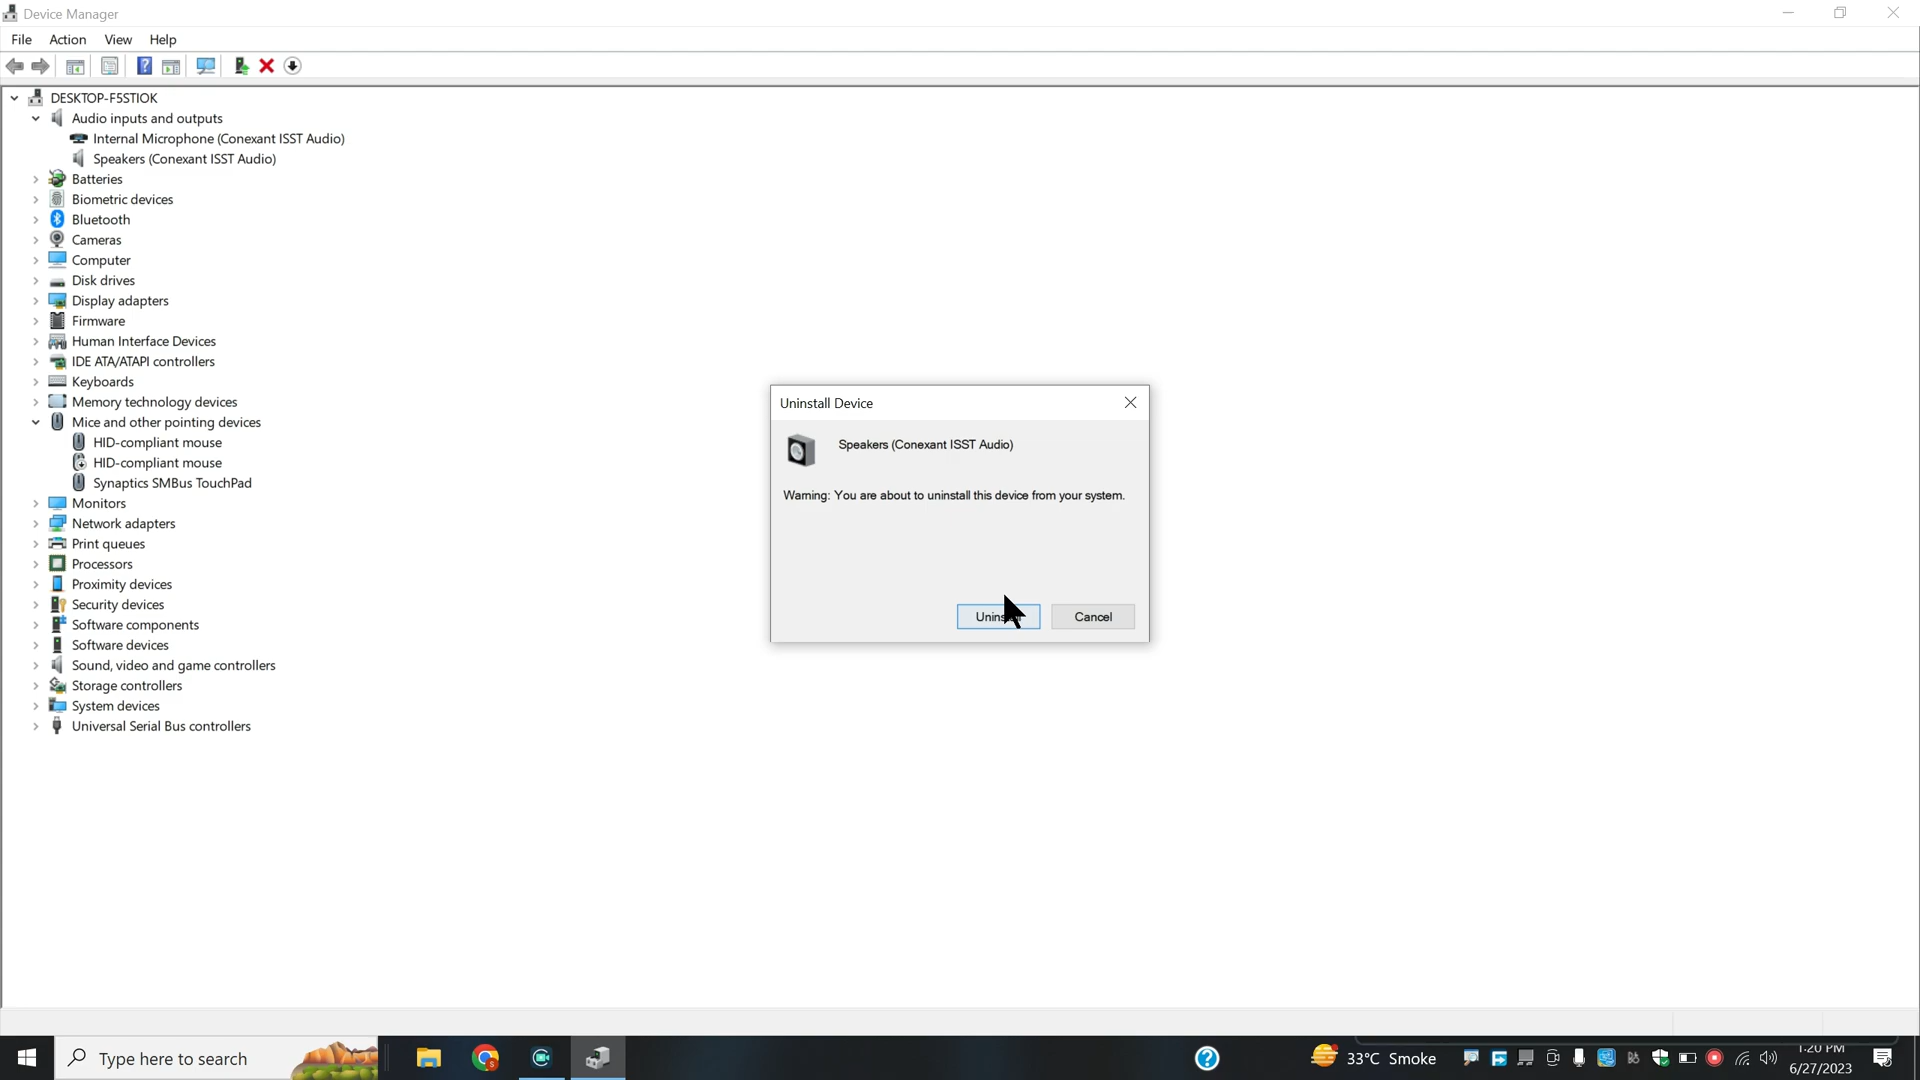 Device Manager
File Action View Help
DESKTOP-F5STIOK
Audio inputs and outputs
Internal Microphone (Conexant ISST Audio)
Speakers (Conexant ISST Audio)
Batteries
Biometric devices
Bluetooth
Cameras
Computer
Disk drives
Display adapters
Firmware
Human Interface Devices
IDE ATA/ATAPI controllers
Keyboards
Memory technology devices
Mice and other pointing devices
HID-compliant mouse
HID-compliant mouse
Synaptics SMBus TouchPad
Monitors
Network adapters
Print queues
Processors
Proximity devices
Security devices
Software components
Software devices
Sound, video and game controllers
Storage controllers
System devices
Universal Serial Bus controllers
Uninstall Device
Speakers (Conexant ISST Audio)
Warning: You are about to uninstall this device from your system.
Cancel
Type here to search
33°C Smoke
1:20 PM
6/27/2023